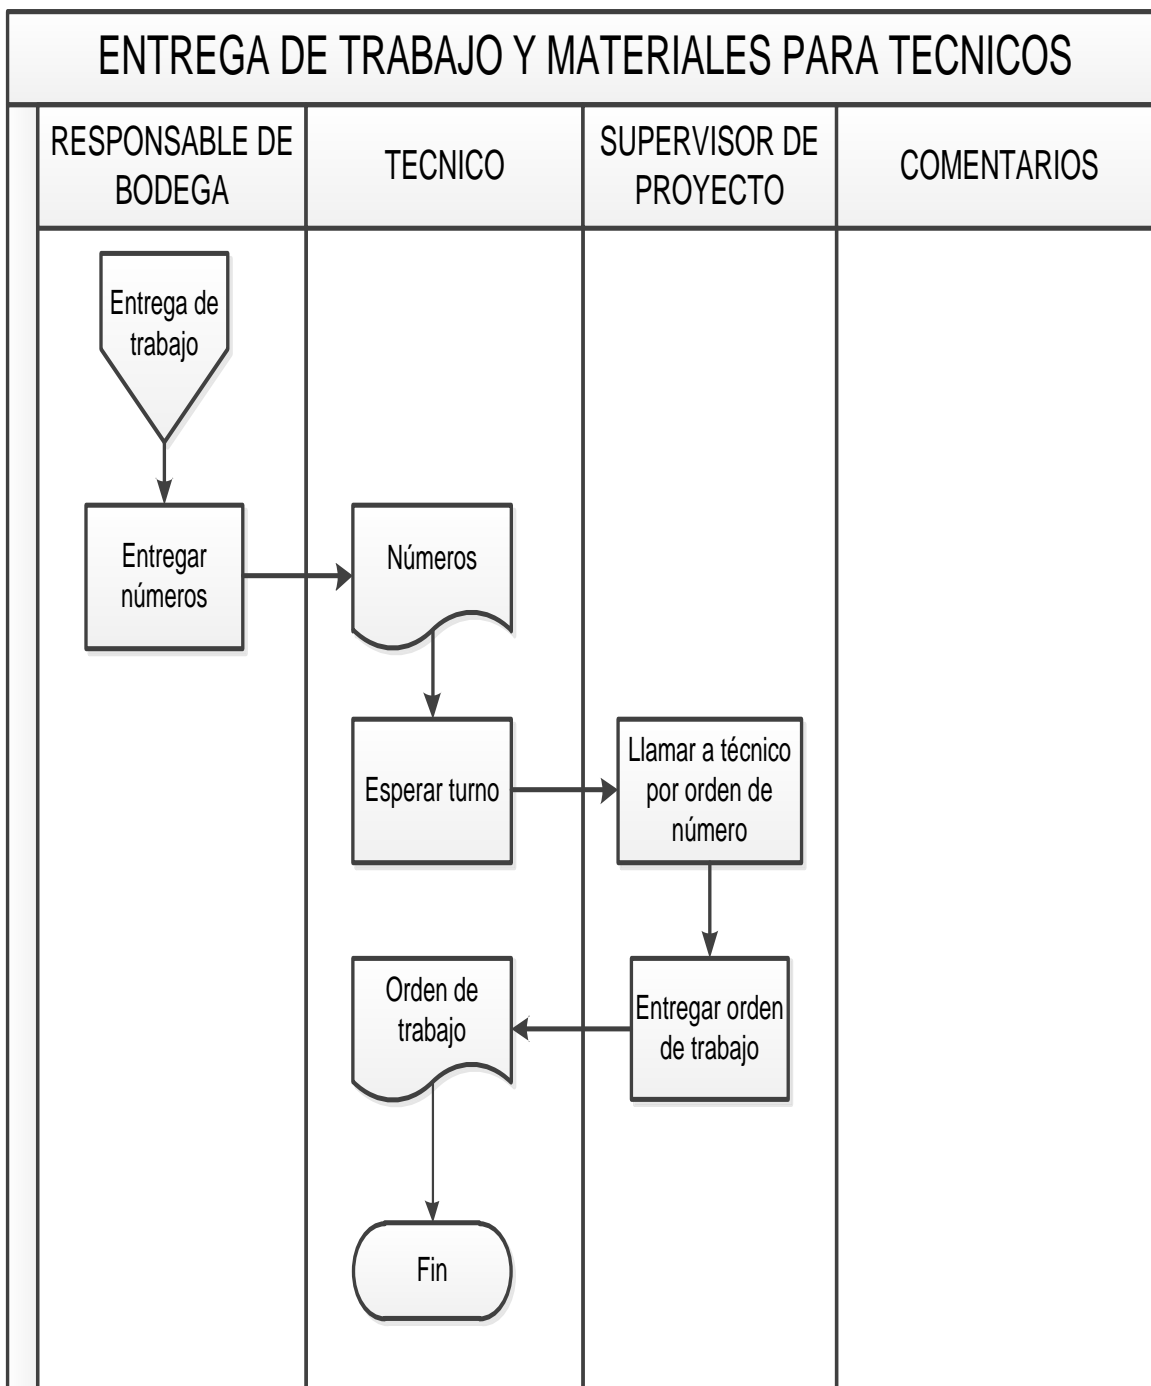 ENTREGA DE TRABAJO Y MATERIALES PARA TECNICOS
RESPONSABLE DE
BODEGA
TECNICO
SUPERVISOR DE
PROYECTO
COMENTARIOS
Entrega de
trabajo
Entregar
números
Números
Esperar turno
Llamar a técnico
por orden de
número
Entregar orden
de trabajo
Orden de
trabajo
Fin